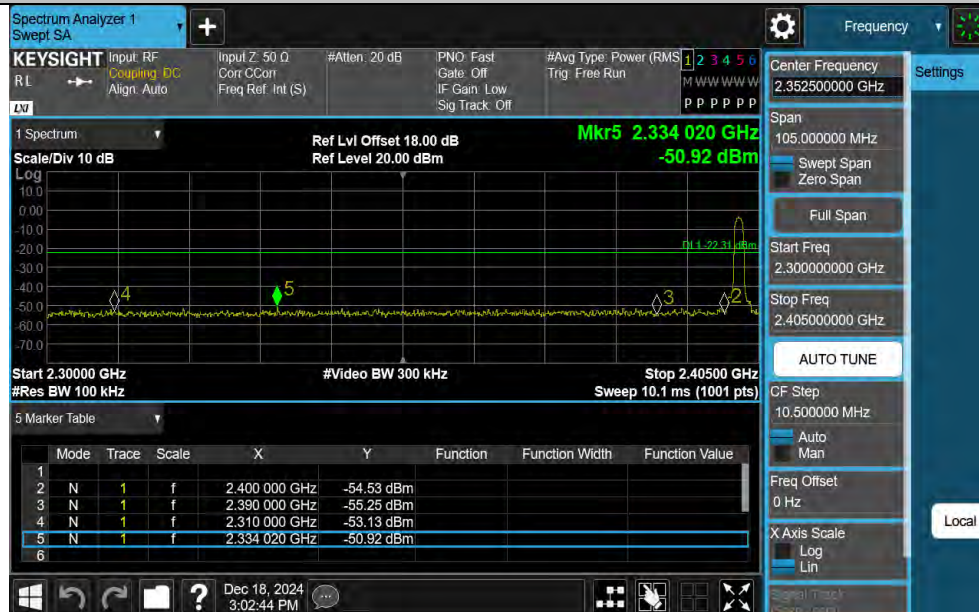 Spectrum Analyzer 1
Swept SA
+
Frequency
KEYSIGHT
RL
LXI
Input: RF
Coupling: DC
Align: Auto
Input Z: 50 Ω
Corr CCorr
Freq Ref: Int (S)
#Atten: 20 dB
PNO: Fast
Gate: Off
IF Gain: Low
Sig Track: Off
#Avg Type: Power (RMS
Trig: Free Run
1 2 3 4 5 6
M W W W W W
P P P P P P
1 Spectrum
Scale/Div 10 dB
Log
Ref Lvl Offset 18.00 dB
Ref Level 20.00 dBm
Mkr5 2.334 020 GHz
-50.92 dBm
10.0
0.00
-10.0
-20.0
-30.0
-40.0
-50.0
-60.0
-70.0
DL1 -22.31 dBm
4
5
3
2
Start 2.30000 GHz
#Res BW 100 kHz
#Video BW 300 kHz
Stop 2.40500 GHz
Sweep 10.1 ms (1001 pts)
5 Marker Table
Mode Trace Scale X Y Function Function Width Function Value
1
2 N 1 f 2.400 000 GHz -54.53 dBm
3 N 1 f 2.390 000 GHz -55.25 dBm
4 N 1 f 2.310 000 GHz -53.13 dBm
5 N 1 f 2.334 020 GHz -50.92 dBm
6
?
Dec 18, 2024
3:02:44 PM
Center Frequency
2.352500000 GHz
Span
105.000000 MHz
Swept Span
Zero Span
Full Span
Start Freq
2.300000000 GHz
Stop Freq
2.405000000 GHz
AUTO TUNE
CF Step
10.500000 MHz
Auto
Man
Freq Offset
0 Hz
X Axis Scale
Log
Lin
Signal Track
Settings
Local